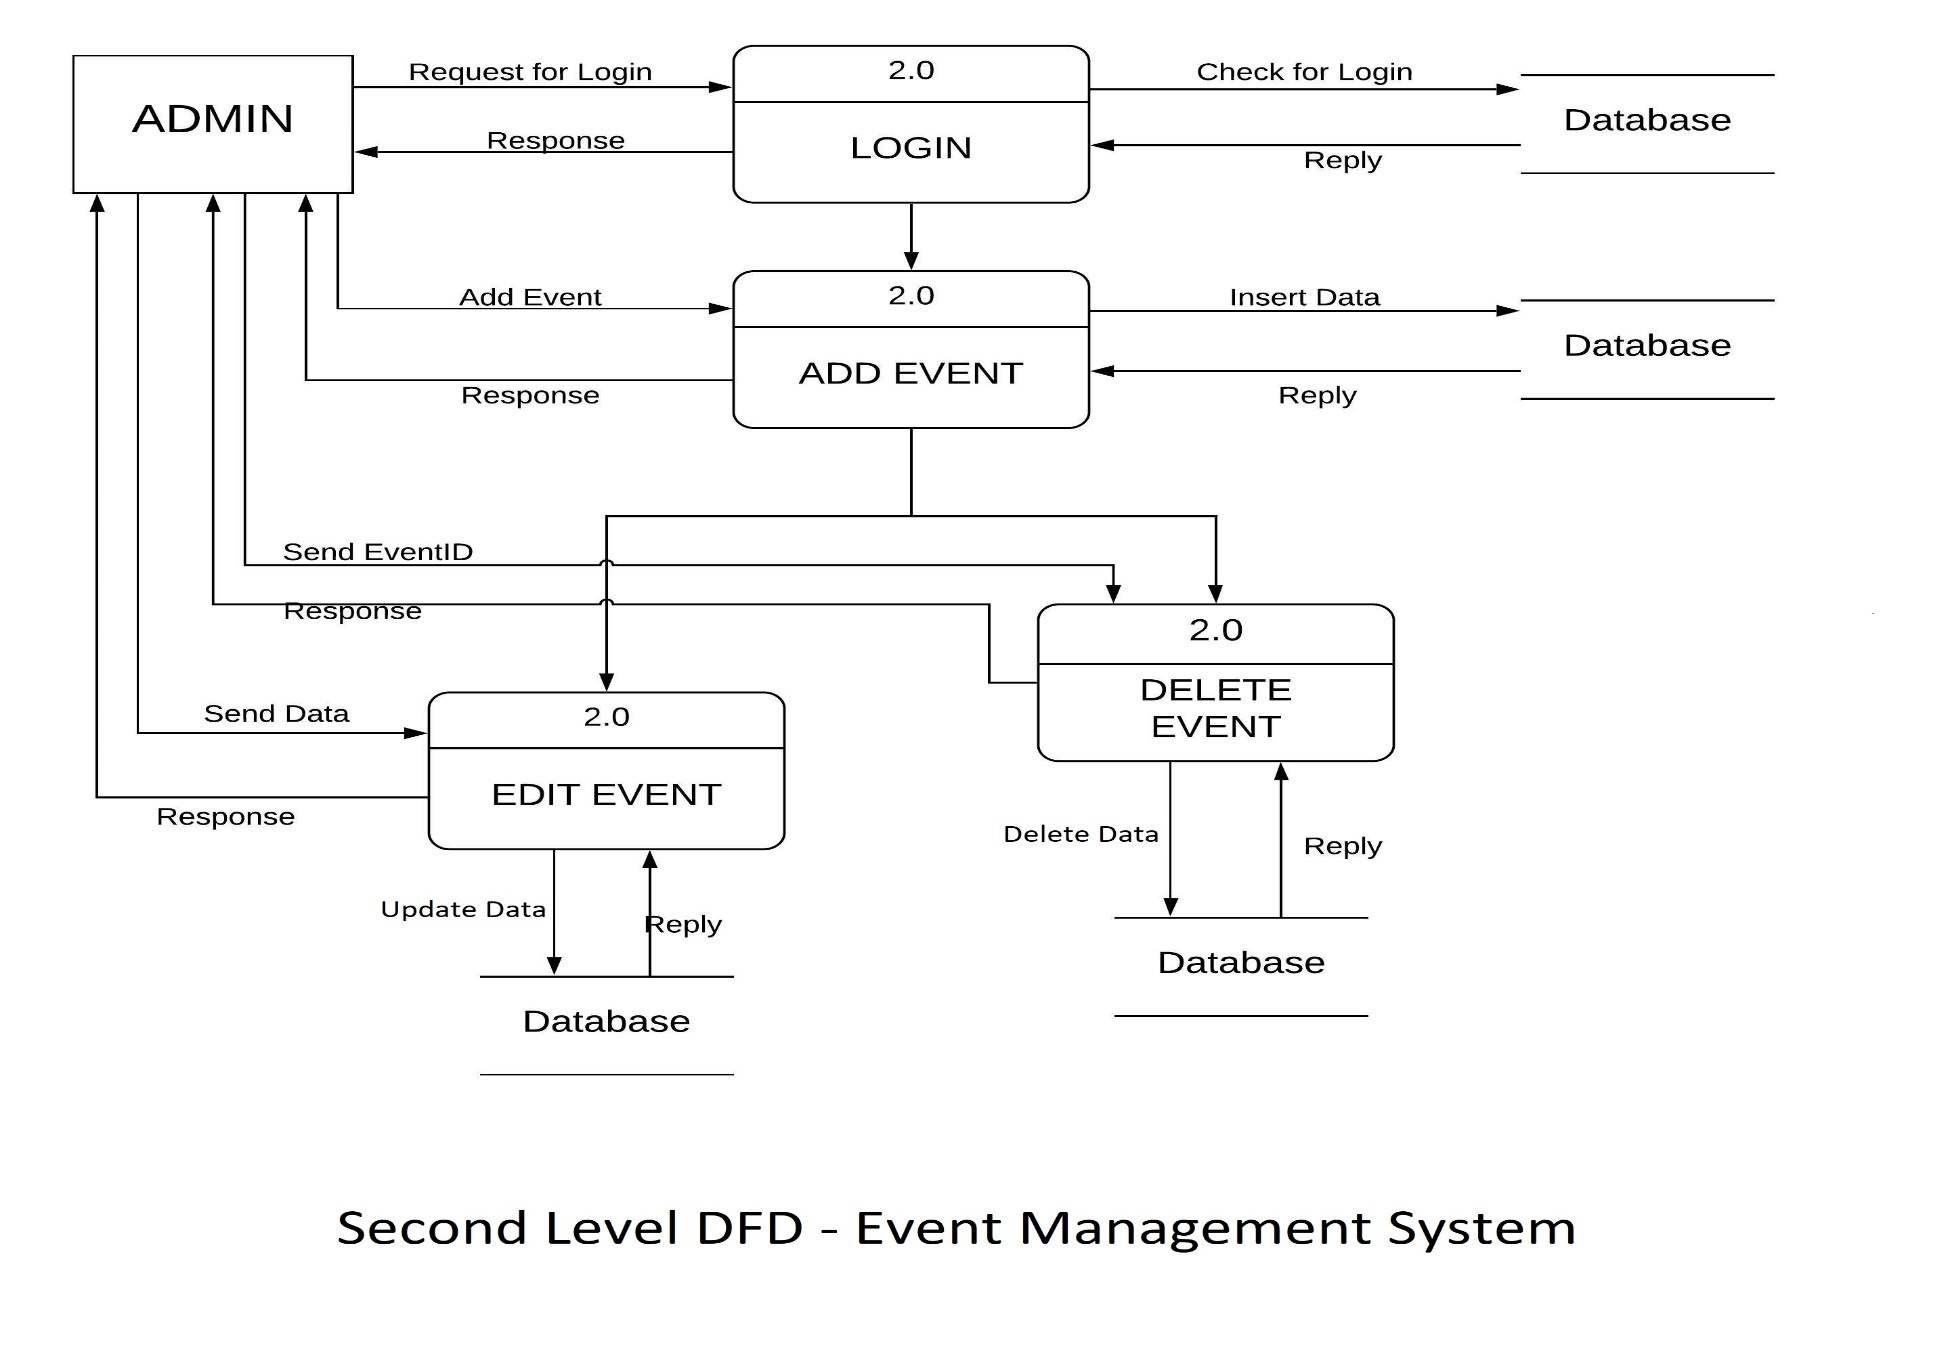 ADMIN
Request for Login
Response
2.0
LOGIN
Check for Login
Reply
Database
Add Event
Response
2.0
ADD EVENT
Insert Data
Reply
Database
Send EventID
Response
2.0
DELETE
EVENT
Send Data
Response
2.0
EDIT EVENT
Delete Data
Reply
Database
Update Data
Reply
Database
Second Level DFD - Event Management System